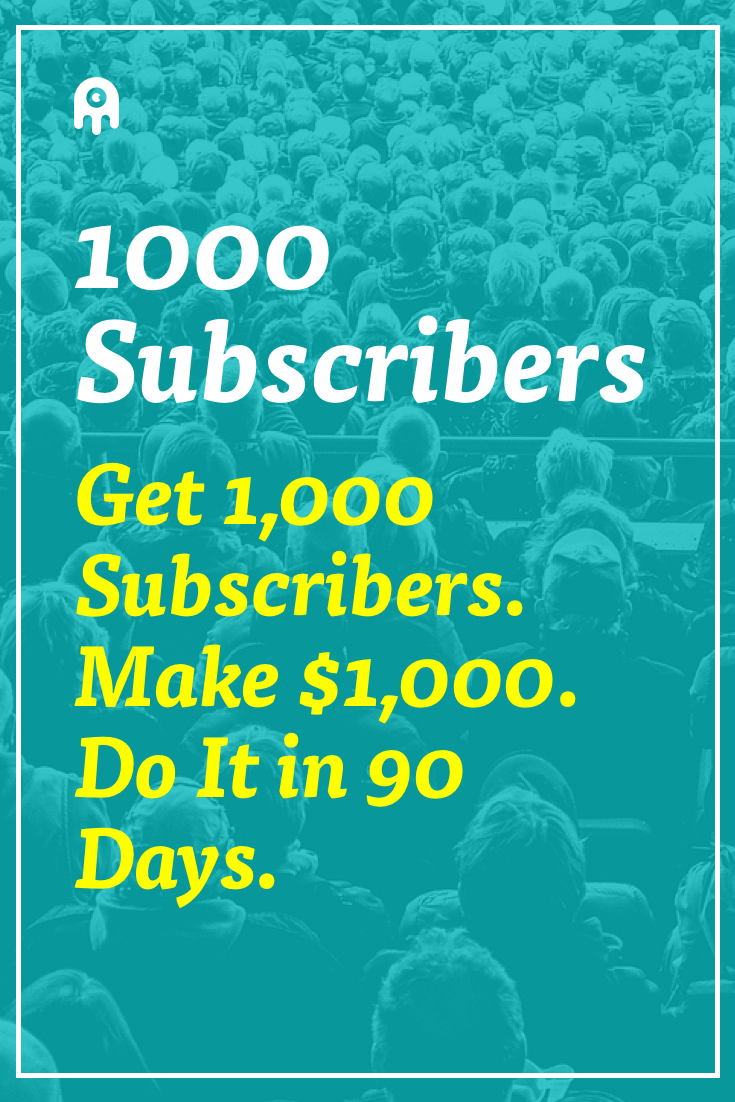 1000
Subscribers
Get 1,000
Subscribers.
Make $1,000.
Do It in 90
Days.